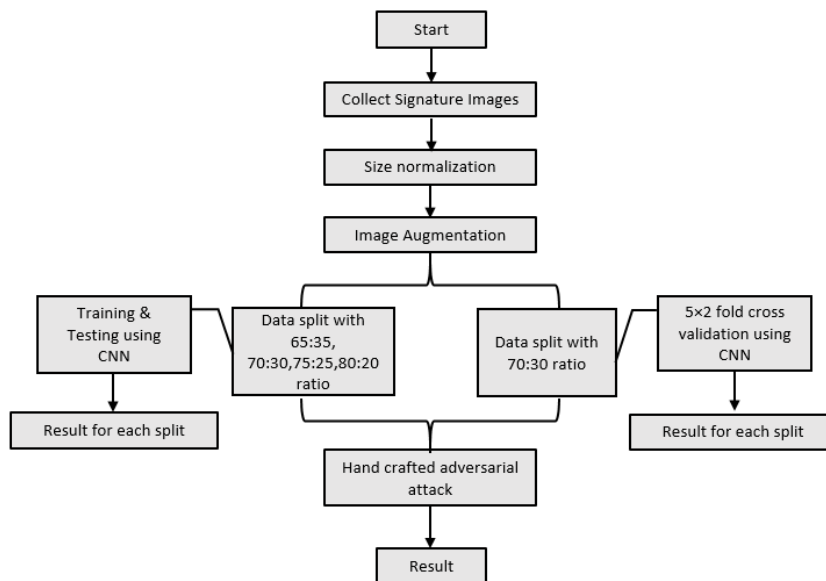 Start
Collect Signature Images
Size normalization
Image Augmentation
Training &
Testing using
CNN
Result for each split
Data split with
65:35,
70:30,75:25,80:20
ratio
Data split with
70:30 ratio
5×2 fold cross
validation using
CNN
Result for each split
Hand crafted adversarial
attack
Result